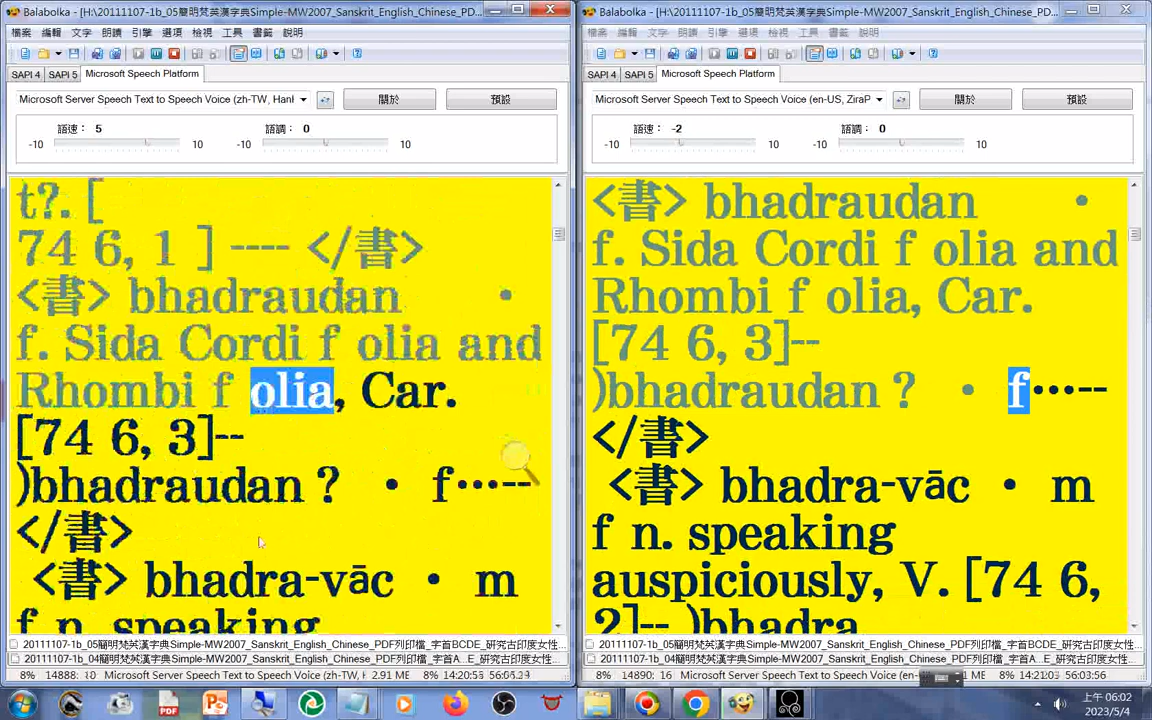 Balabolka - [H:\20111107-1b_05簡明梵英漢字典Simple-MW2007_Sanskrit_English_Chinese_PD...
檔案 編輯 文字 朗讀 引擎 選項 檢視 工具 書籤 說明
SAPI 4 SAPI 5 Microsoft Speech Platform
Microsoft Server Speech Text to Speech Voice (zh-TW, Hanl 關於 預設
語速： 5 語調： 0
-10 10 -10 10
t?. [
74 6, 1 ] ---- </書>
<書> bhadraudan •
f. Sida Cordi f olia and
Rhombi f olia, Car.
[74 6, 3]--
)bhadraudan ? • f•••--
</書>
<書> bhadra-vāc • m
f n. speaking
20111107-1b_05簡明梵英漢字典Simple-MW2007_Sanskrit_English_Chinese_PDF列印檔_字首BCDE_研究古印度女性...
20111107-1b_04簡明梵英漢字典Simple-MW2007_Sanskrit_English_Chinese_PDF列印檔_字首A...E_研究古印度女性...
8% 14888: 10 Microsoft Server Speech Text to Speech Voice (zh-TW, H 2.91 ME 8% 14:20:55
Balabolka - [H:\20111107-1b_05簡明梵英漢字典Simple-MW2007_Sanskrit_English_Chinese_PD...
檔案 編輯 文字 朗讀 引擎 選項 檢視 工具 書籤 說明
SAPI 4 SAPI 5 Microsoft Speech Platform
Microsoft Server Speech Text to Speech Voice (en-US, ZiraP 關於 預設
語速： -2 語調： 0
-10 10 -10 10
<書> bhadraudan •
f. Sida Cordi f olia and
Rhombi f olia, Car.
[74 6, 3]--
)bhadraudan ? • f•••--
</書>
<書> bhadra-vāc • m
f n. speaking
auspiciously, V. [74 6,
2]-- )bhadra
20111107-1b_05簡明梵英漢字典Simple-MW2007_Sanskrit_English_Chinese_PDF列印檔_字首BCDE_研究古印度女性...
20111107-1b_04簡明梵英漢字典Simple-MW2007_Sanskrit_English_Chinese_PDF列印檔_字首A...E_研究古印度女性...
8% 14890: 16 Microsoft Server Speech Text to Speech Voice 8% 14:21:03 56:03:56
PDF
上午 06:02
2023/5/4